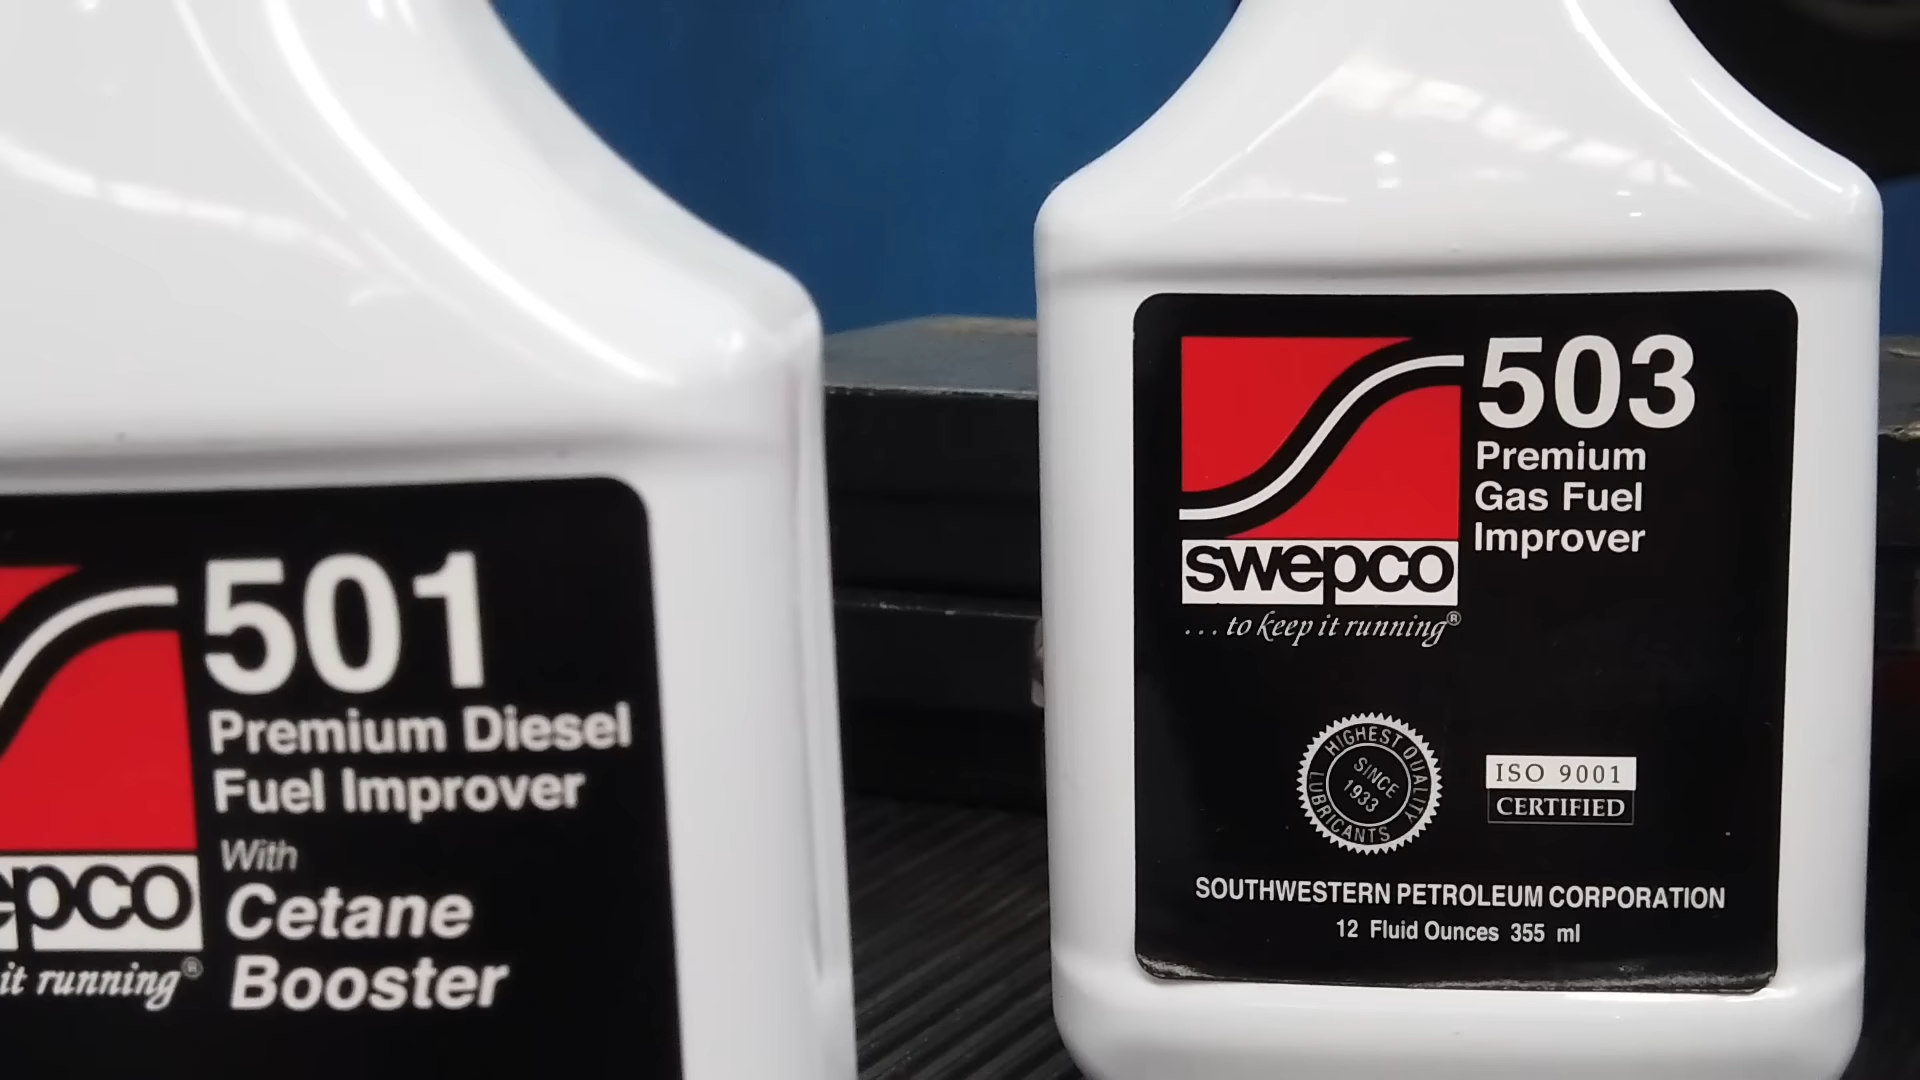 501
Premium Diesel
Fuel Improver
With
Cetane
Booster
epco
it running®
503
Premium
Gas Fuel
Improver
swepco
...to keep it running®
HIGHEST QUALITY
LUBRICANTS
SINCE
1933
ISO 9001
CERTIFIED
SOUTHWESTERN PETROLEUM CORPORATION
12 Fluid Ounces 355 ml